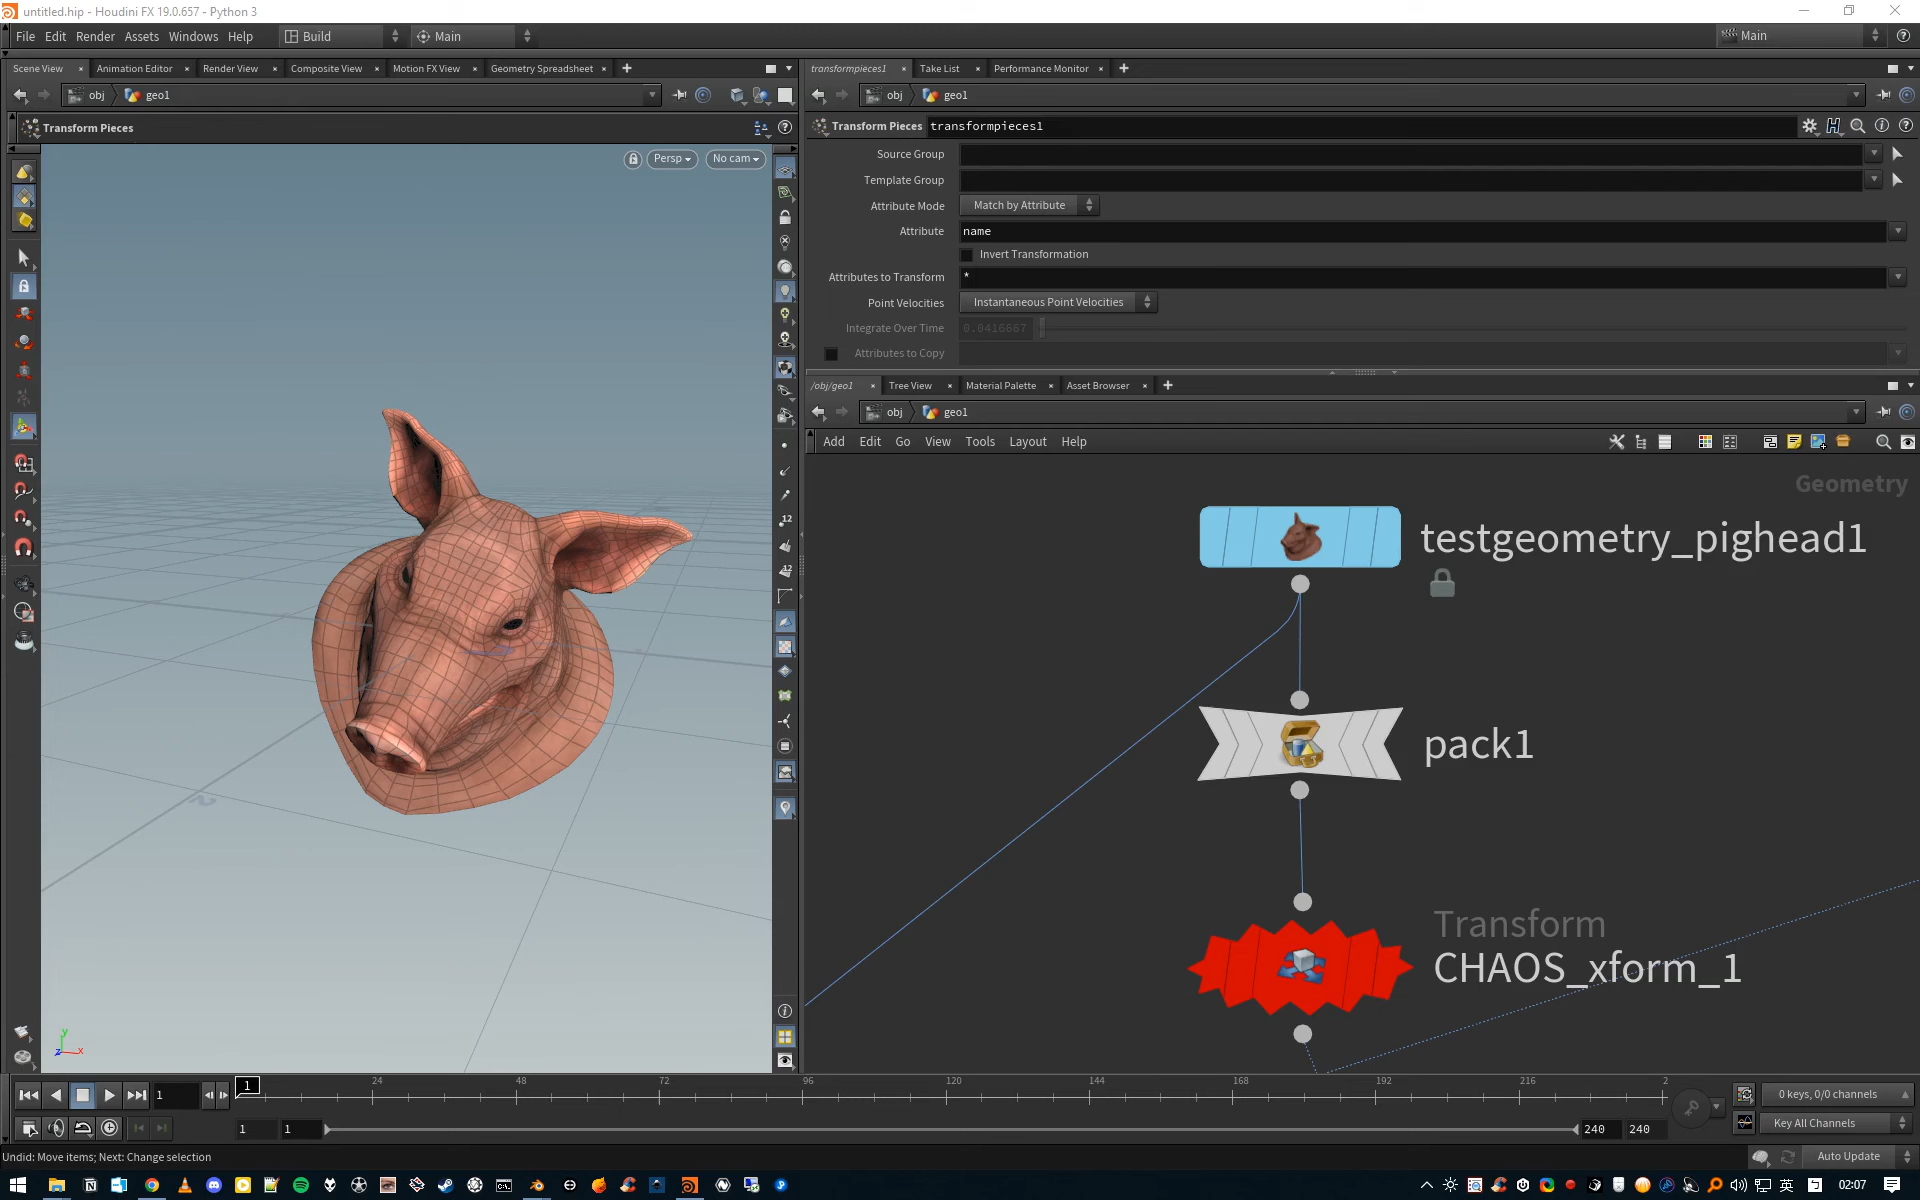 untitled.hip - Houdini FX 19.0.657 - Python 3
File Edit Render Assets Windows Help Build Main Main
Scene View Animation Editor Render View Composite View Motion FX View Geometry Spreadsheet
transformpieces1 Take List Performance Monitor
obj geo1
obj geo1
Transform Pieces
Transform Pieces transformpieces1
Persp No cam
Source Group
Template Group
Attribute Mode Match by Attribute
Attribute name
Invert Transformation
Attributes to Transform *
Point Velocities Instantaneous Point Velocities
Integrate Over Time 0.0416667
Attributes to Copy
/obj/geo1 Tree View Material Palette Asset Browser
obj geo1
Add Edit Go View Tools Layout Help
Geometry
testgeometry_pighead1
pack1
Transform
CHAOS_xform_1
12
12
y
z x
1 1 24 48 72 96 120 144 168 192 216 2
0 keys, 0/0 channels
1 1 240 240
Key All Channels
Undid: Move items; Next: Change selection
Auto Update
英 02:07